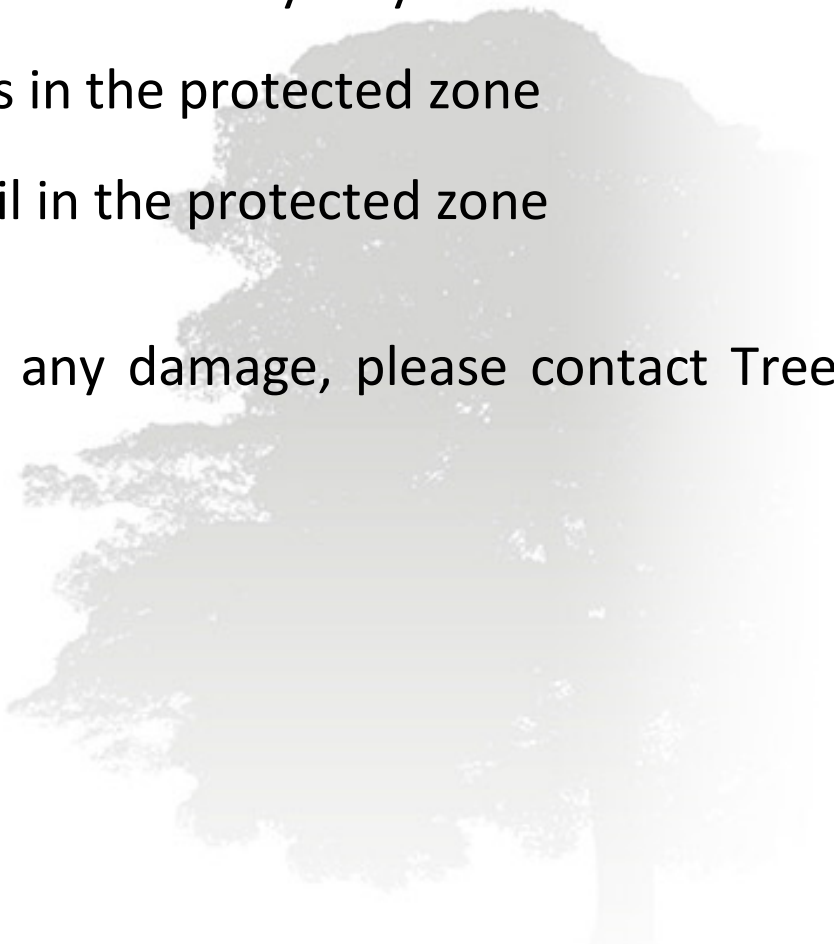 s in the protected zone
il in the protected zone
any damage, please contact Tree